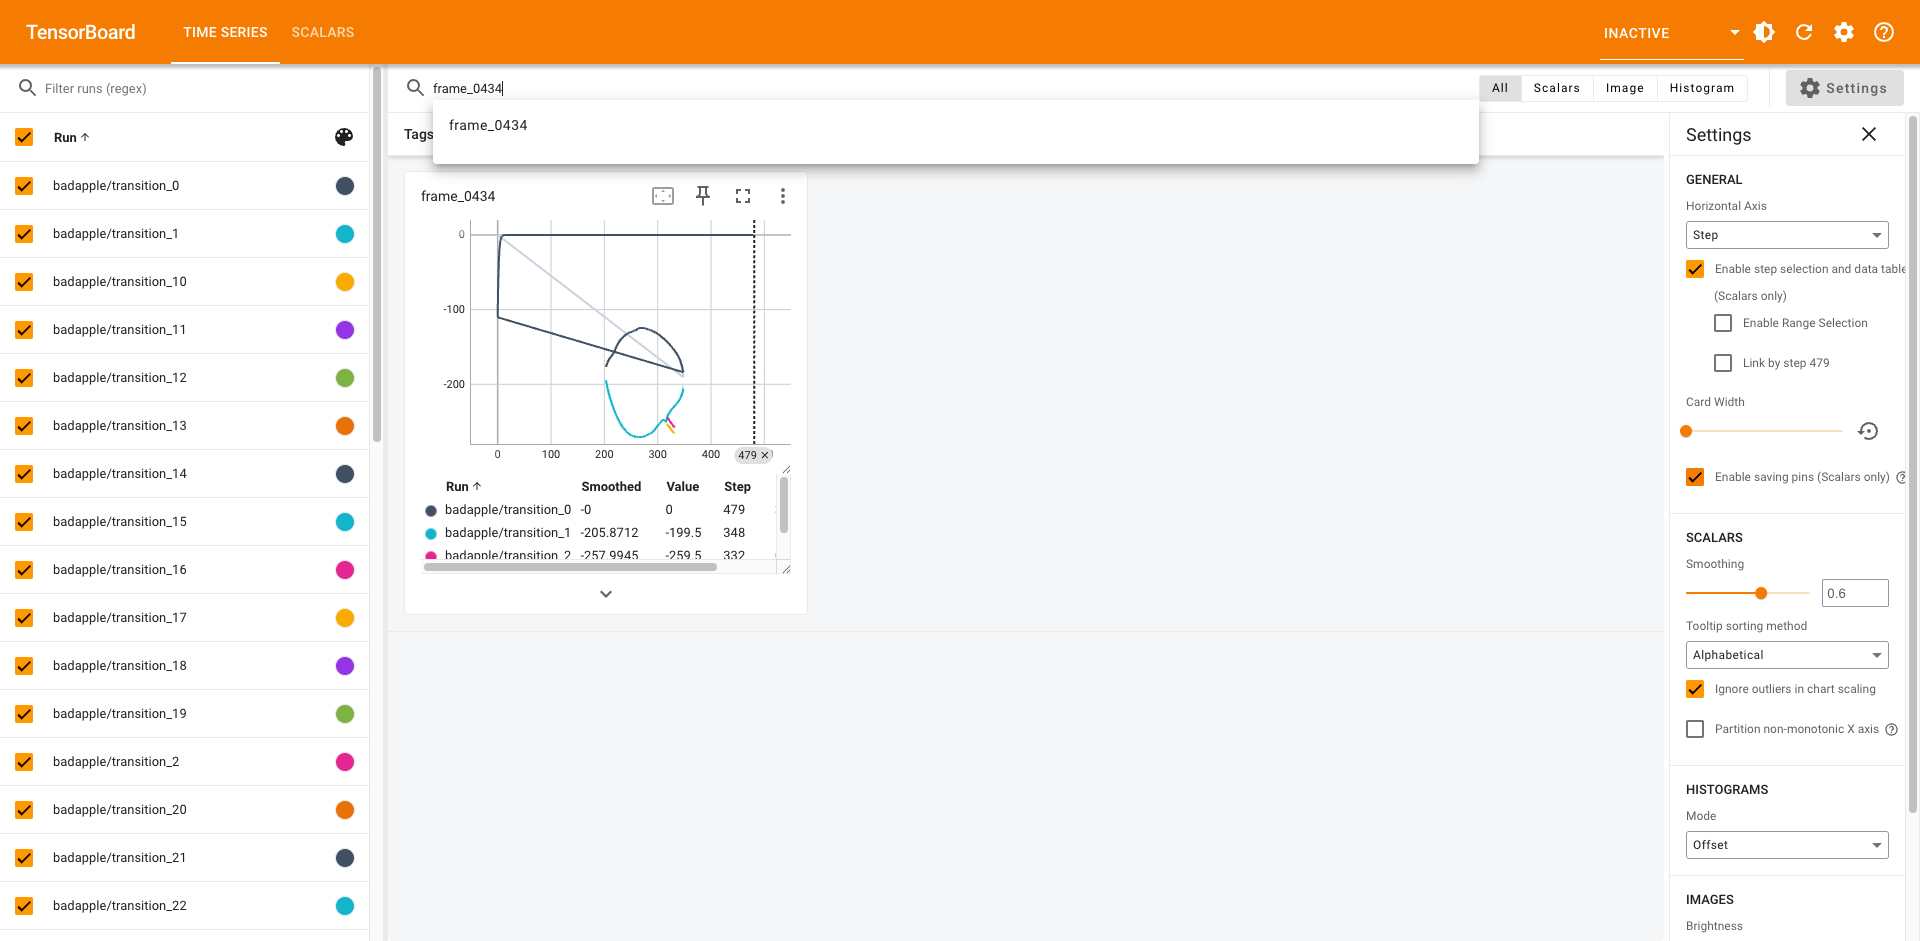 TensorBoard
TIME SERIES
SCALARS
INACTIVE
Filter runs (regex)
Run
badapple/transition_0
badapple/transition_1
badapple/transition_10
badapple/transition_11
badapple/transition_12
badapple/transition_13
badapple/transition_14
badapple/transition_15
badapple/transition_16
badapple/transition_17
badapple/transition_18
badapple/transition_19
badapple/transition_2
badapple/transition_20
badapple/transition_21
badapple/transition_22
frame_0434
All Scalars Image Histogram
Settings
frame_0434
Tags
frame_0434
0
-100
-200
0 100 200 300 400 479
Run Smoothed Value Step
badapple/transition_0 -0 0 479
badapple/transition_1 -205.8712 -199.5 348
badapple/transition_2 -257.9945 -259.5 332
Settings
GENERAL
Horizontal Axis
Step
Enable step selection and data table
(Scalars only)
Enable Range Selection
Link by step 479
Card Width
Enable saving pins (Scalars only)
SCALARS
Smoothing
0.6
Tooltip sorting method
Alphabetical
Ignore outliers in chart scaling
Partition non-monotonic X axis
HISTOGRAMS
Mode
Offset
IMAGES
Brightness